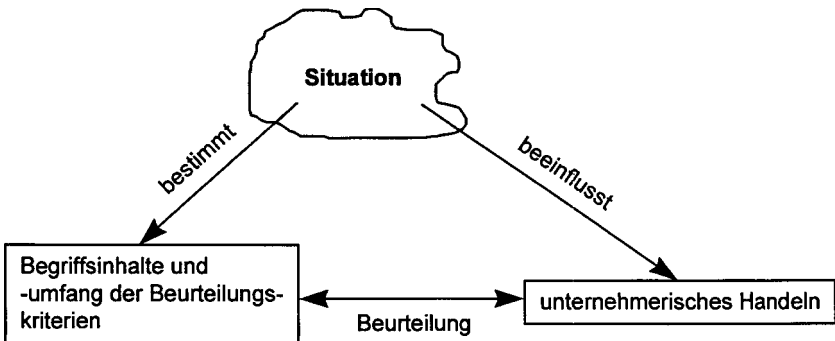 Situation
bestimmt
beeinflusst
Begriffsinhalte und
-umfang der Beurteilungs-
kriterien
unternehmerisches Handeln
Beurteilung